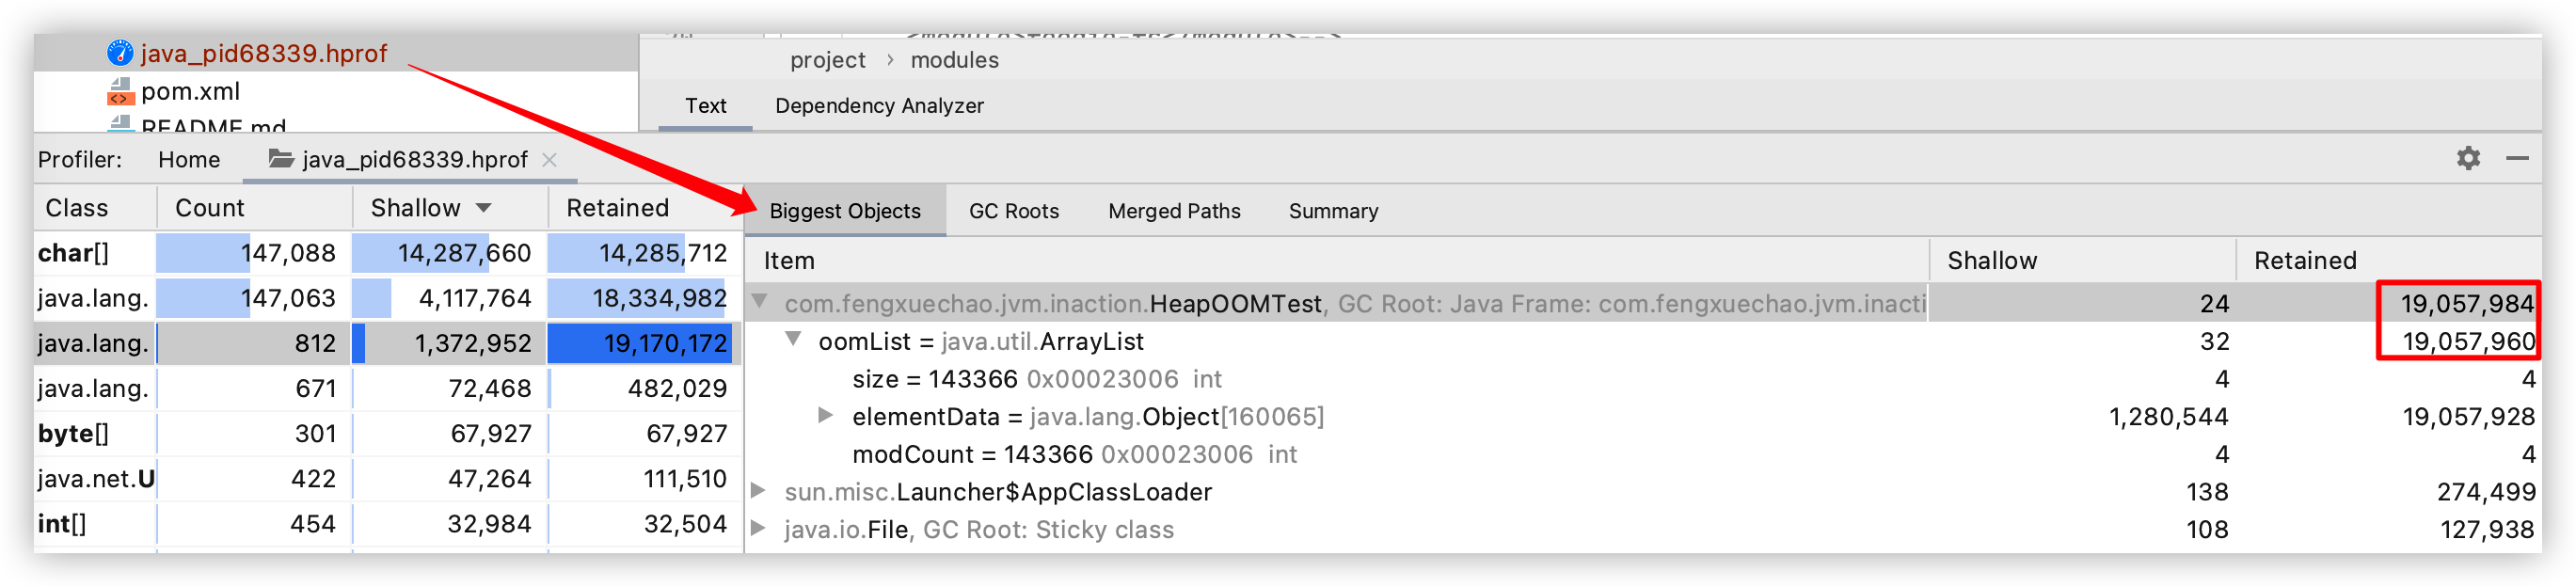 java_pid68339.hprof
pom.xml
README.md
project › modules
Text Dependency Analyzer
Profiler: Home java_pid68339.hprof
Class Count Shallow Retained
char[] 147,088 14,287,660 14,285,712
java.lang. 147,063 4,117,764 18,334,982
java.lang. 812 1,372,952 19,170,172
java.lang. 671 72,468 482,029
byte[] 301 67,927 67,927
java.net.U 422 47,264 111,510
int[] 454 32,984 32,504
Biggest Objects GC Roots Merged Paths Summary
Item Shallow Retained
com.fengxuechao.jvm.inaction.HeapOOMTest, GC Root: Java Frame: com.fengxuechao.jvm.inacti 24 19,057,984
oomList = java.util.ArrayList 32 19,057,960
size = 143366 0x00023006 int 4 4
elementData = java.lang.Object[160065] 1,280,544 19,057,928
modCount = 143366 0x00023006 int 4 4
sun.misc.Launcher$AppClassLoader 138 274,499
java.io.File, GC Root: Sticky class 108 127,938